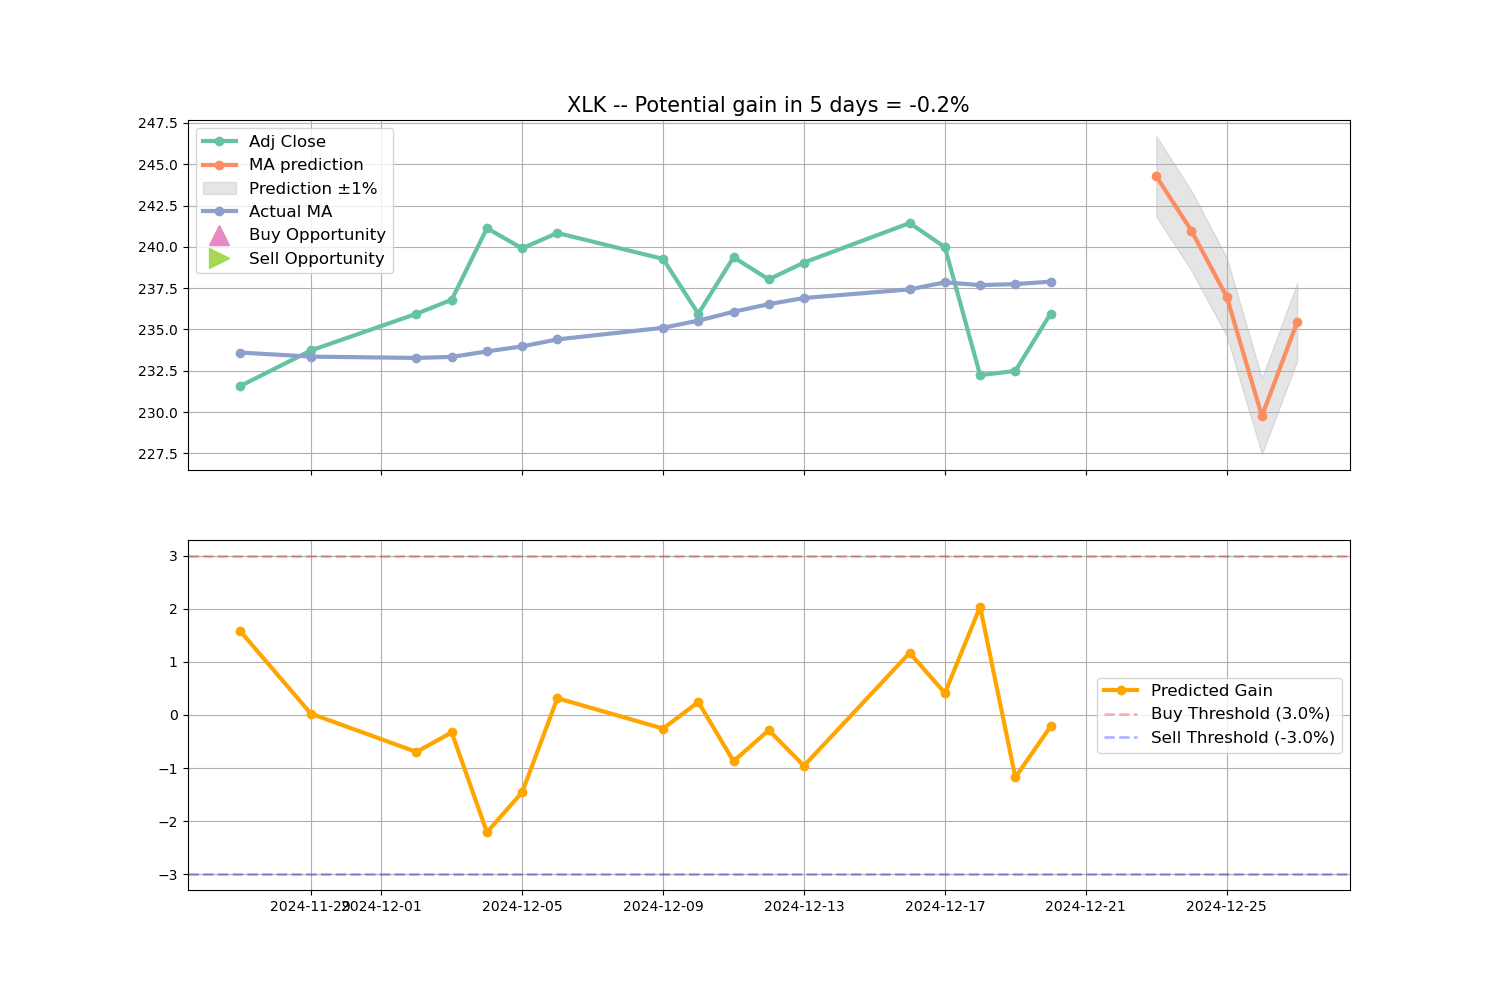 XLK -- Potential gain in 5 days = -0.2%
247.5
245.0
242.5
240.0
237.5
235.0
232.5
230.0
227.5
Adj Close
MA prediction
Prediction ±1%
Actual MA
Buy Opportunity
Sell Opportunity
3
2
1
0
−1
−2
−3
Predicted Gain
Buy Threshold (3.0%)
Sell Threshold (-3.0%)
2024-11-29 2024-12-01 2024-12-05 2024-12-09 2024-12-13 2024-12-17 2024-12-21 2024-12-25